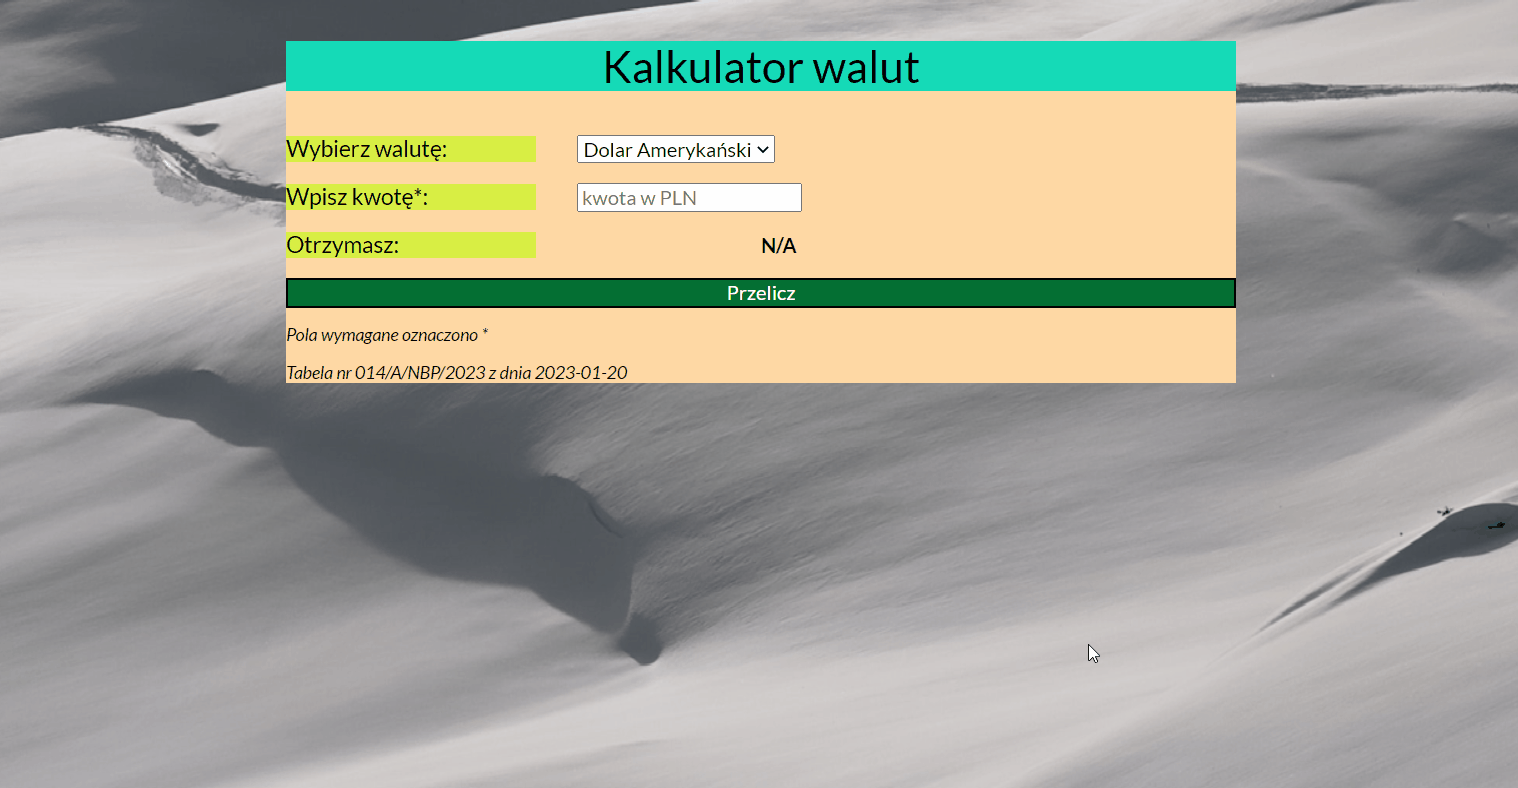 Kalkulator walut
Wybierz walutę: Dolar Amerykański
Wpisz kwotę*: kwota w PLN
Otrzymasz: N/A
Przelicz
Pola wymagane oznaczono *
Tabela nr 014/A/NBP/2023 z dnia 2023-01-20